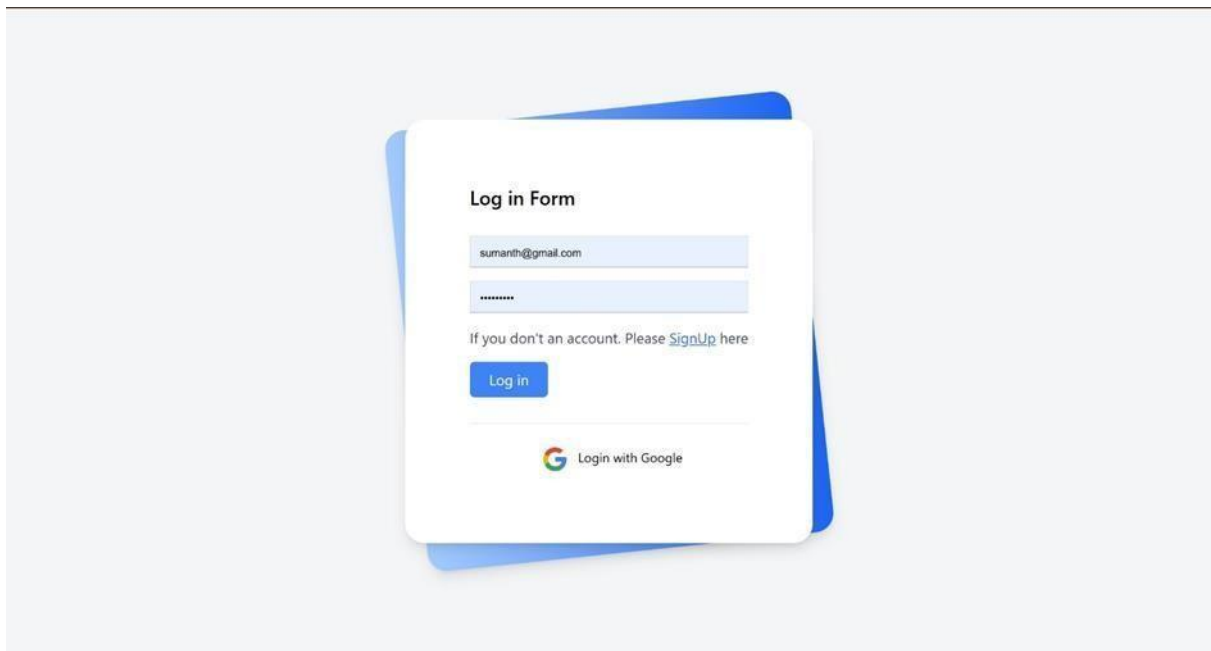 Log in Form
sumanth@gmail.com
•••••••••
If you don't an account. Please SignUp here
Log in
Login with Google